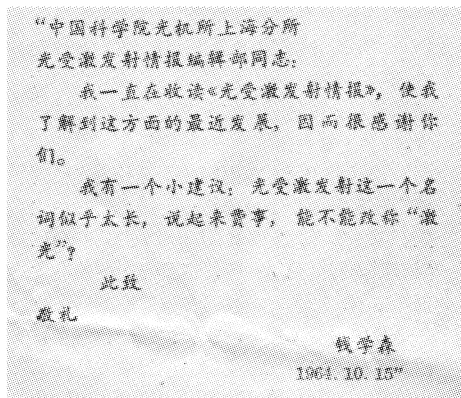 “中国科学院光机所上海分所
光受激发射情报编辑部同志：
我一直在收读《光受激发射情报》，使我
了解到这方面的最近发展，因而很感谢你
们。
我有一个小建议：光受激发射这一个名
词似乎太长，说起来费事，能不能改称“激
光”？
此致
敬礼
钱学森
1964.10.15”